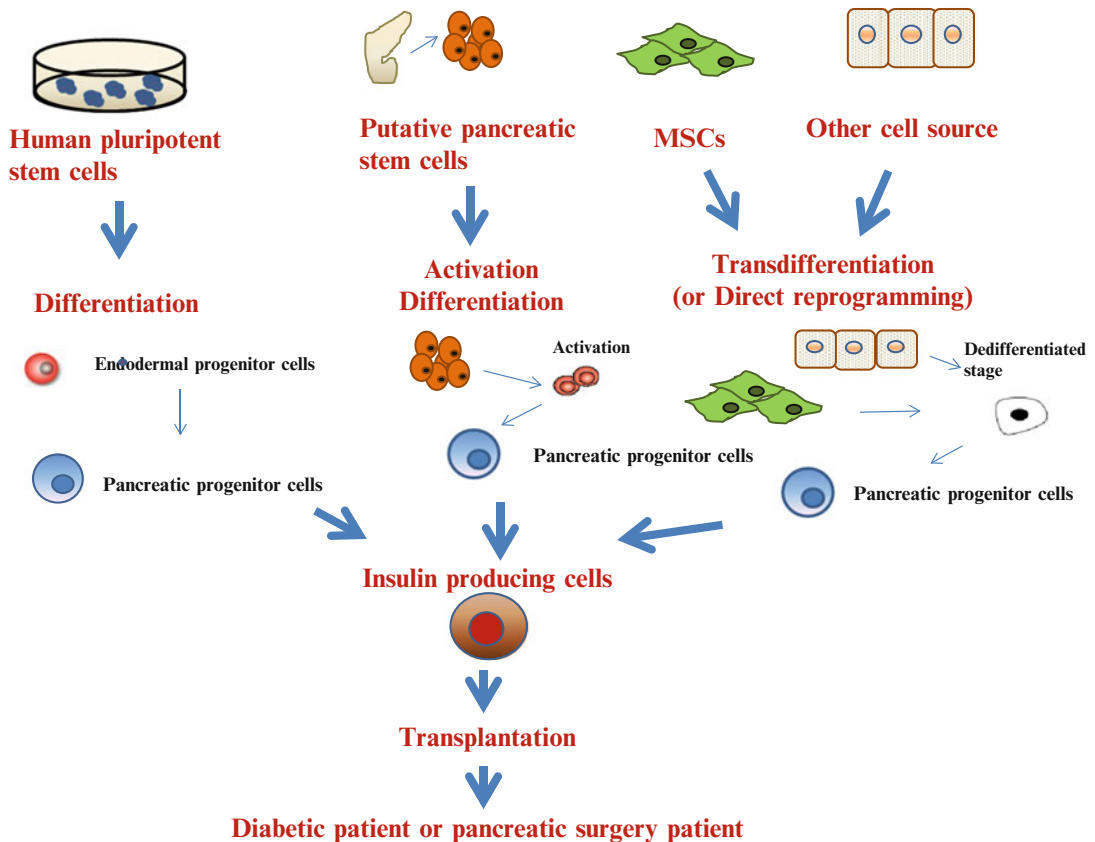 Human pluripotent
stem cells
Putative pancreatic
stem cells
MSCs
Other cell source
Differentiation
Activation
Differentiation
Transdifferentiation
(or Direct reprogramming)
Endodermal progenitor cells
Activation
Dedifferentiated
stage
Pancreatic progenitor cells
Pancreatic progenitor cells
Pancreatic progenitor cells
Insulin producing cells
Transplantation
Diabetic patient or pancreatic surgery patient